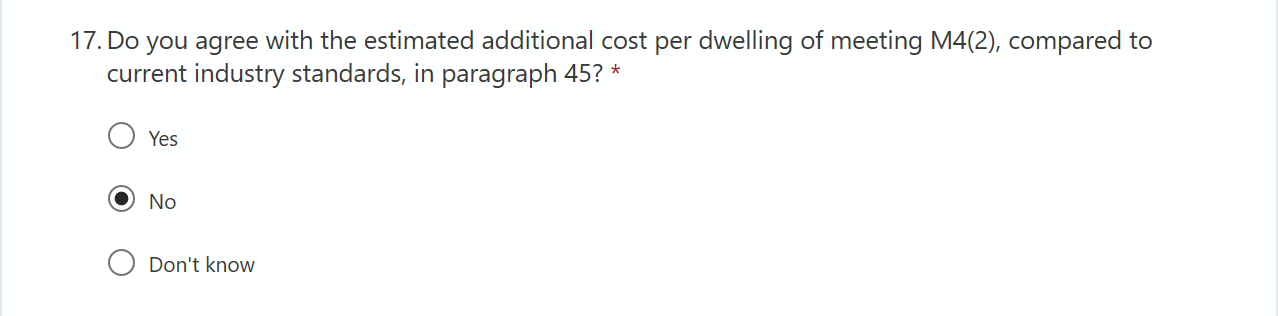 17. Do you agree with the estimated additional cost per dwelling of meeting M4(2), compared to
current industry standards, in paragraph 45? *
Yes
No
Don't know